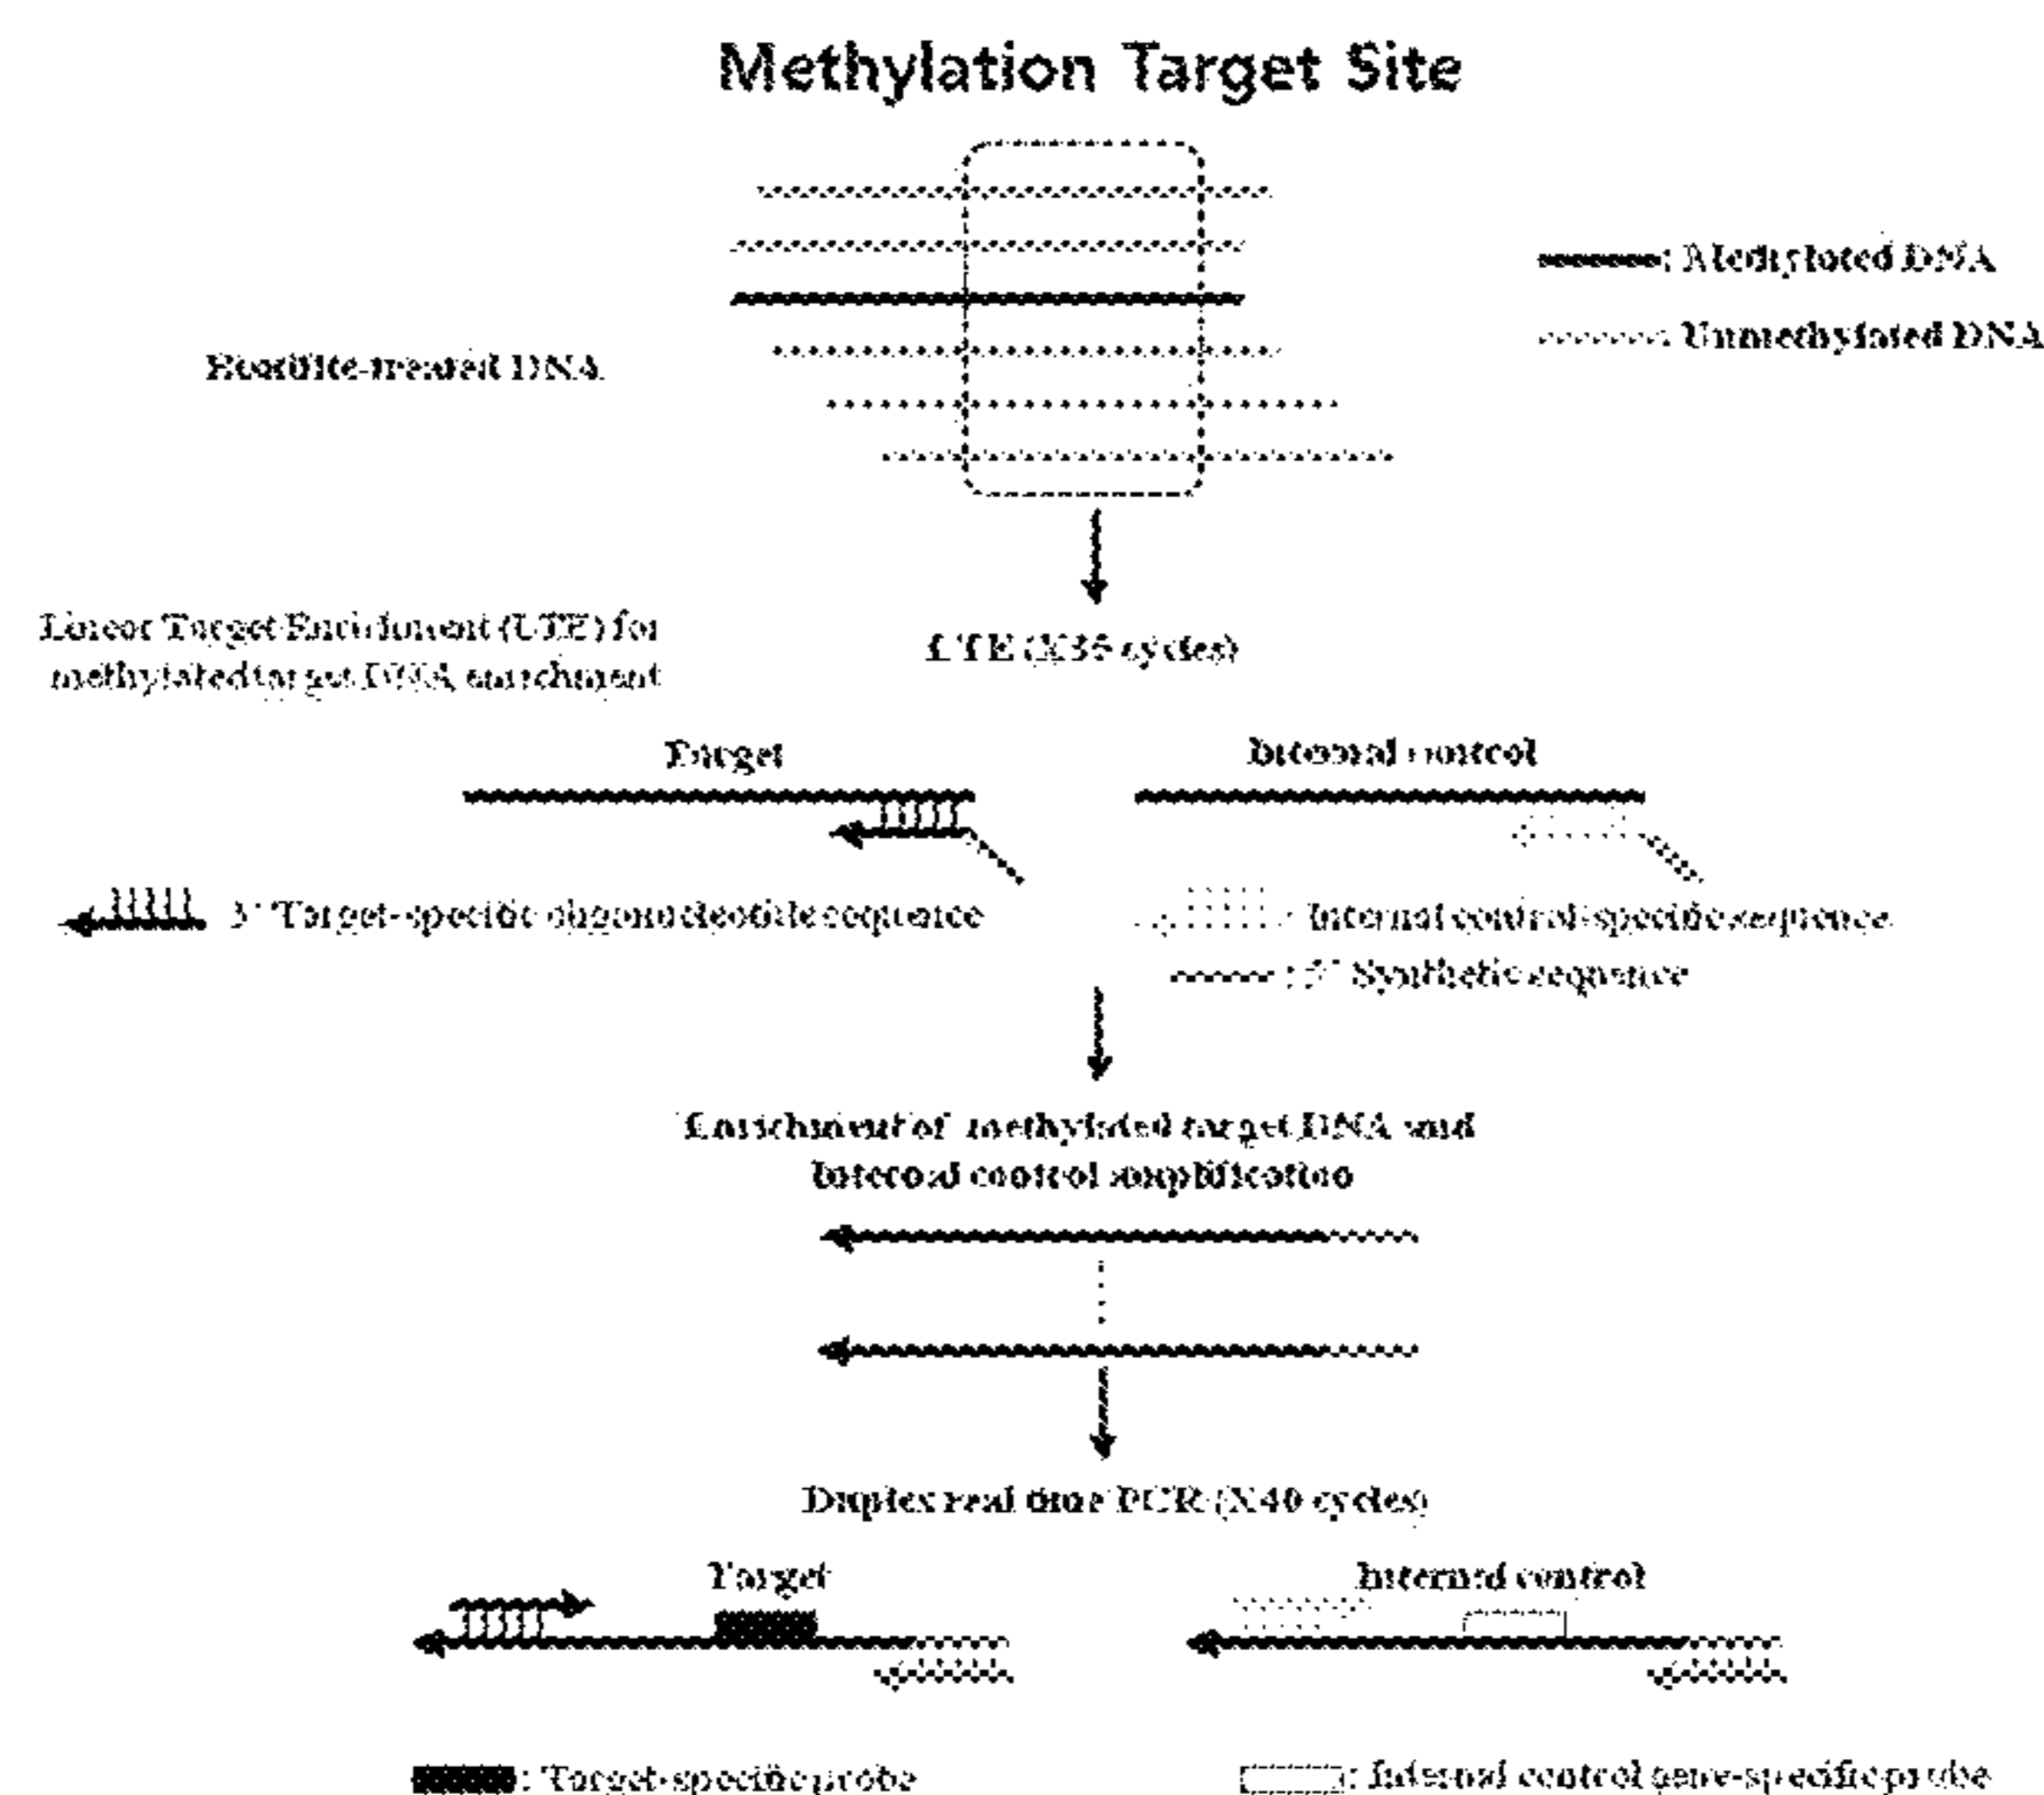 Methylation Target Site
: Methylated DNA
: Unmethylated DNA
Bisulfite-treated DNA
Linear Target Enrichment (LTE) for
methylated target DNA enrichment
LTE (X35 cycles)
Target
Internal control
3' Target-specific oligonucleotide sequence
: Internal control-specific sequence
: 5' Synthetic sequence
Enrichment of methylated target DNA and
Internal control amplification
Duplex real time PCR (X40 cycles)
Target
Internal control
: Target-specific probe
: Internal control gene-specific probe